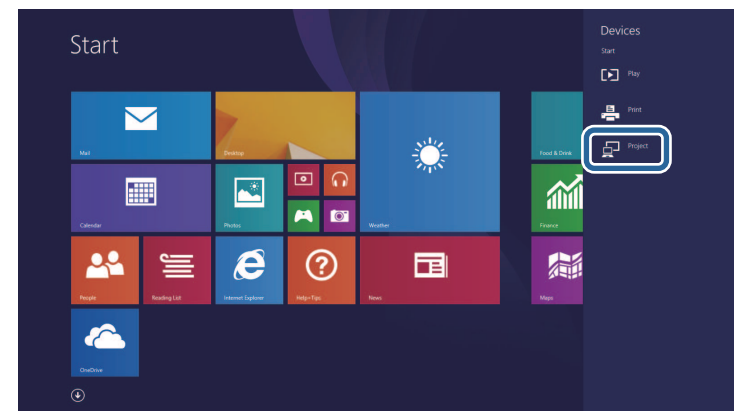 Start
Mail
Desktop
Calendar
Photos
Weather
People
Reading List
Internet Explorer
Help+Tips
News
OneDrive
Food & Drink
Finance
Maps
Devices
Start
Play
Print
Project